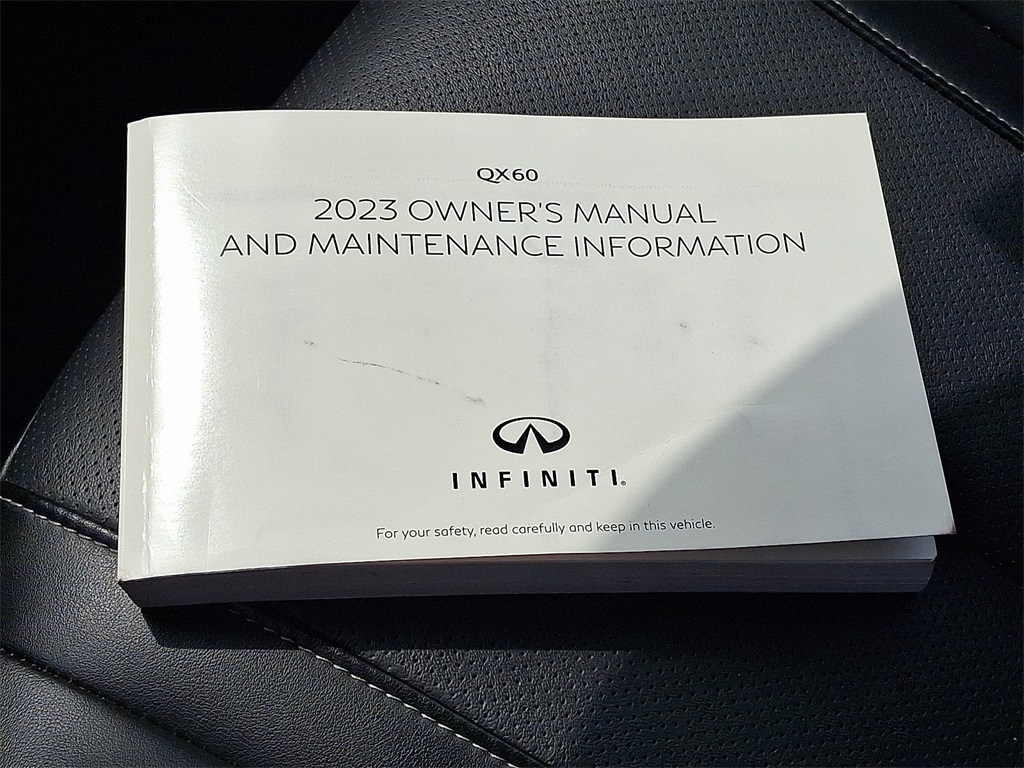 QX60
2023 OWNER'S MANUAL
AND MAINTENANCE INFORMATION
INFINITI®
For your safety, read carefully and keep in this vehicle.